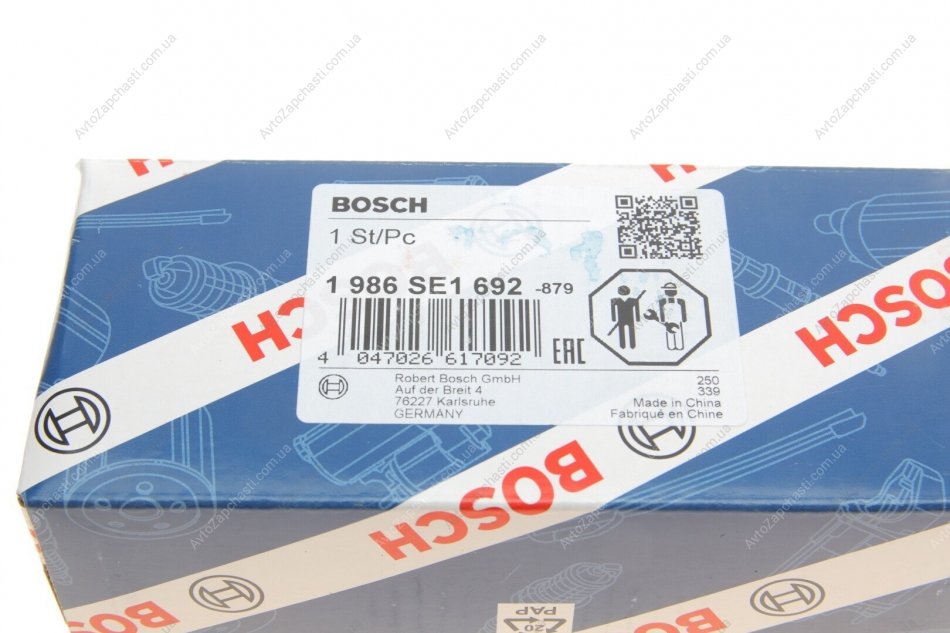 AvtoZapchasti.com.ua AvtoZapchasti.com.ua AvtoZapchasti.com.ua AvtoZapchasti.com.ua AvtoZapchasti.com.ua
H
H
BOSCH
1 St/Pc
1 986 SE1 692 -879
4 047026 617092
EAC
Robert Bosch GmbH
Auf der Breit 4
76227 Karlsruhe
GERMANY
250
339
Made in China
Fabriqué en Chine
BOSCH
BOSCH
BOSCH
BOSCH
BOSCH
20
PAP